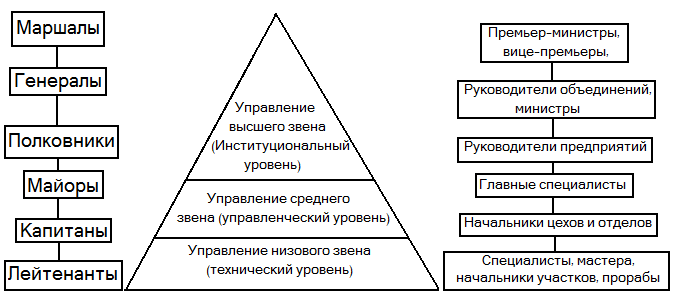 Маршалы
Генералы
Полковники
Майоры
Капитаны
Лейтенанты
Управление
высшего звена
(Институциональный
уровень)
Управление среднего
звена (управленческий уровень)
Управление низового звена
(технический уровень)
Премьер-министры,
вице-премьеры,
Руководители объединений,
министры
Руководители предприятий
Главные специалисты
Начальники цехов и отделов
Специалисты, мастера,
начальники участков, прорабы